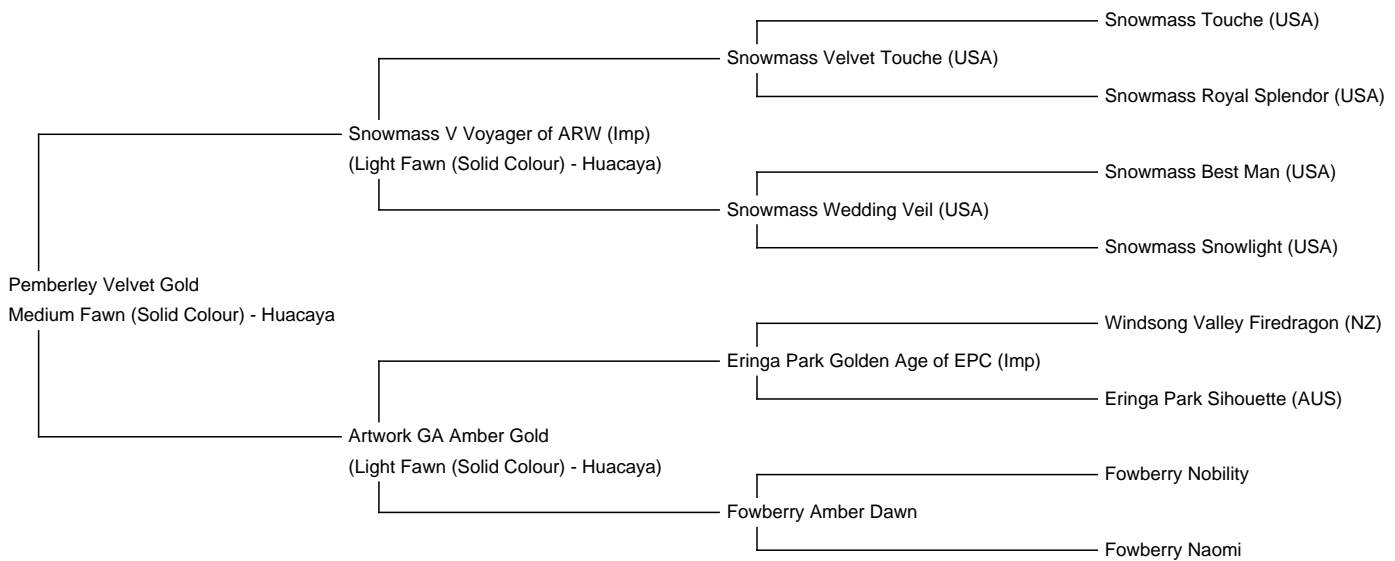 Snowmass Touche (USA)
Snowmass Velvet Touche (USA)
Snowmass Royal Splendor (USA)
Snowmass V Voyager of ARW (Imp)
(Light Fawn (Solid Colour) - Huacaya)
Snowmass Best Man (USA)
Snowmass Wedding Veil (USA)
Snowmass Snowlight (USA)
Pemberley Velvet Gold
Medium Fawn (Solid Colour) - Huacaya
Windsong Valley Firedragon (NZ)
Eringa Park Golden Age of EPC (Imp)
Eringa Park Sihouette (AUS)
Artwork GA Amber Gold
(Light Fawn (Solid Colour) - Huacaya)
Fowberry Nobility
Fowberry Amber Dawn
Fowberry Naomi